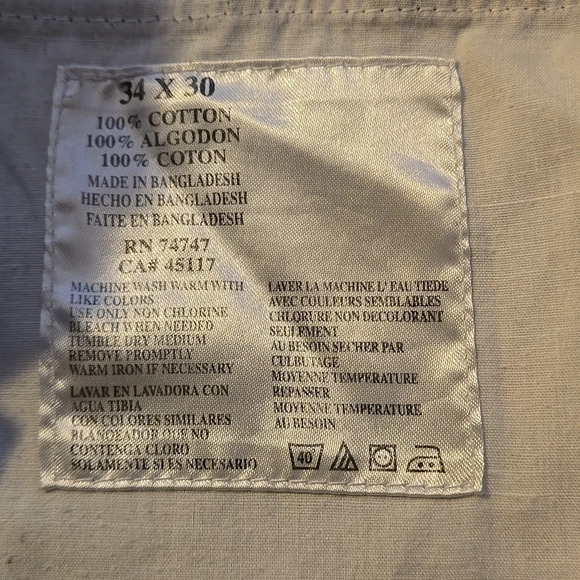 34 X 30
100% COTTON
100% ALGODON
100% COTON
MADE IN BANGLADESH
HECHO EN BANGLADESH
FAITE EN BANGLADESH
RN 74747
CA# 45117
MACHINE WASH WARM WITH
LIKE COLORS
USE ONLY NON CHLORINE
BLEACH WHEN NEEDED
TUMBLE DRY MEDIUM
REMOVE PROMPTLY
WARM IRON IF NECESSARY
LAVAR EN LAVADORA CON
AGUA TIBIA
CON COLORES SIMILARES
BLANQEADOR QUE NO
CONTENGA CLORO
SOLAMENTE SI ES NECESARIO
LAVER LA MACHINE L' EAU TIEDE
AVEC COULEURS SEMBLABLES
CHLORURE NON DECOLORANT
SEULEMENT
AU BESOIN SECHER PAR
CULBUTAGE
MOYENNE TEMPERATURE
REPASSER
MOYENNE TEMPERATURE
AU BESOIN
40